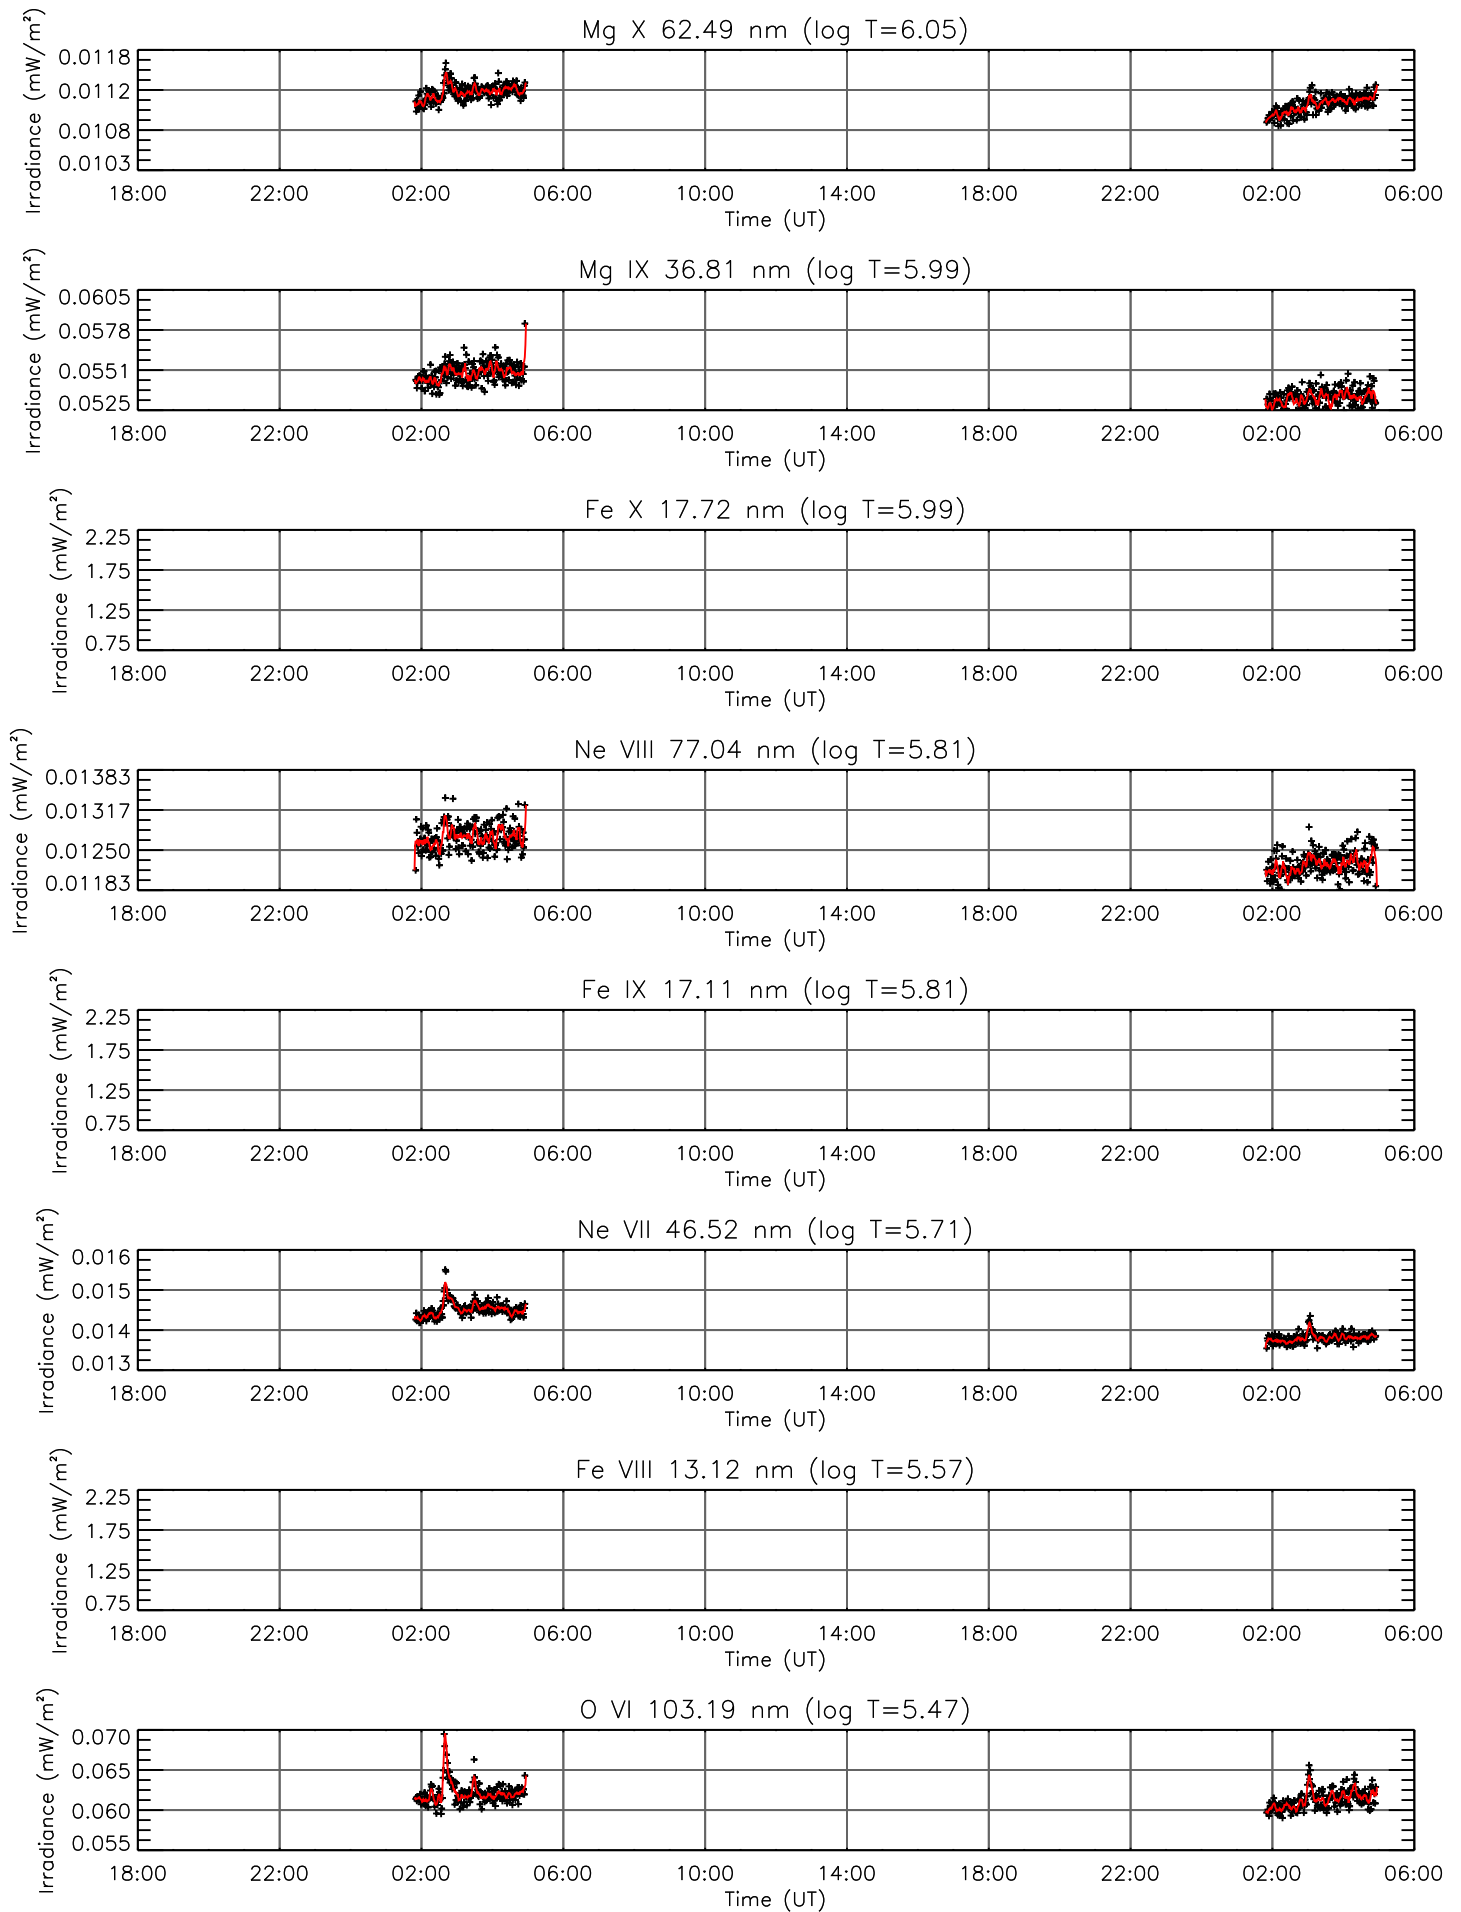 Mg X 62.49 nm (log T=6.05)
Irradiance (mW/m²)
0.0118
0.0112
0.0108
0.0103
18:00 22:00 02:00 06:00 10:00 14:00 18:00 22:00 02:00 06:00
Time (UT)
Mg IX 36.81 nm (log T=5.99)
Irradiance (mW/m²)
0.0605
0.0578
0.0551
0.0525
18:00 22:00 02:00 06:00 10:00 14:00 18:00 22:00 02:00 06:00
Time (UT)
Fe X 17.72 nm (log T=5.99)
Irradiance (mW/m²)
2.25
1.75
1.25
0.75
18:00 22:00 02:00 06:00 10:00 14:00 18:00 22:00 02:00 06:00
Time (UT)
Ne VIII 77.04 nm (log T=5.81)
Irradiance (mW/m²)
0.01383
0.01317
0.01250
0.01183
18:00 22:00 02:00 06:00 10:00 14:00 18:00 22:00 02:00 06:00
Time (UT)
Fe IX 17.11 nm (log T=5.81)
Irradiance (mW/m²)
2.25
1.75
1.25
0.75
18:00 22:00 02:00 06:00 10:00 14:00 18:00 22:00 02:00 06:00
Time (UT)
Ne VII 46.52 nm (log T=5.71)
Irradiance (mW/m²)
0.016
0.015
0.014
0.013
18:00 22:00 02:00 06:00 10:00 14:00 18:00 22:00 02:00 06:00
Time (UT)
Fe VIII 13.12 nm (log T=5.57)
Irradiance (mW/m²)
2.25
1.75
1.25
0.75
18:00 22:00 02:00 06:00 10:00 14:00 18:00 22:00 02:00 06:00
Time (UT)
O VI 103.19 nm (log T=5.47)
Irradiance (mW/m²)
0.070
0.065
0.060
0.055
18:00 22:00 02:00 06:00 10:00 14:00 18:00 22:00 02:00 06:00
Time (UT)